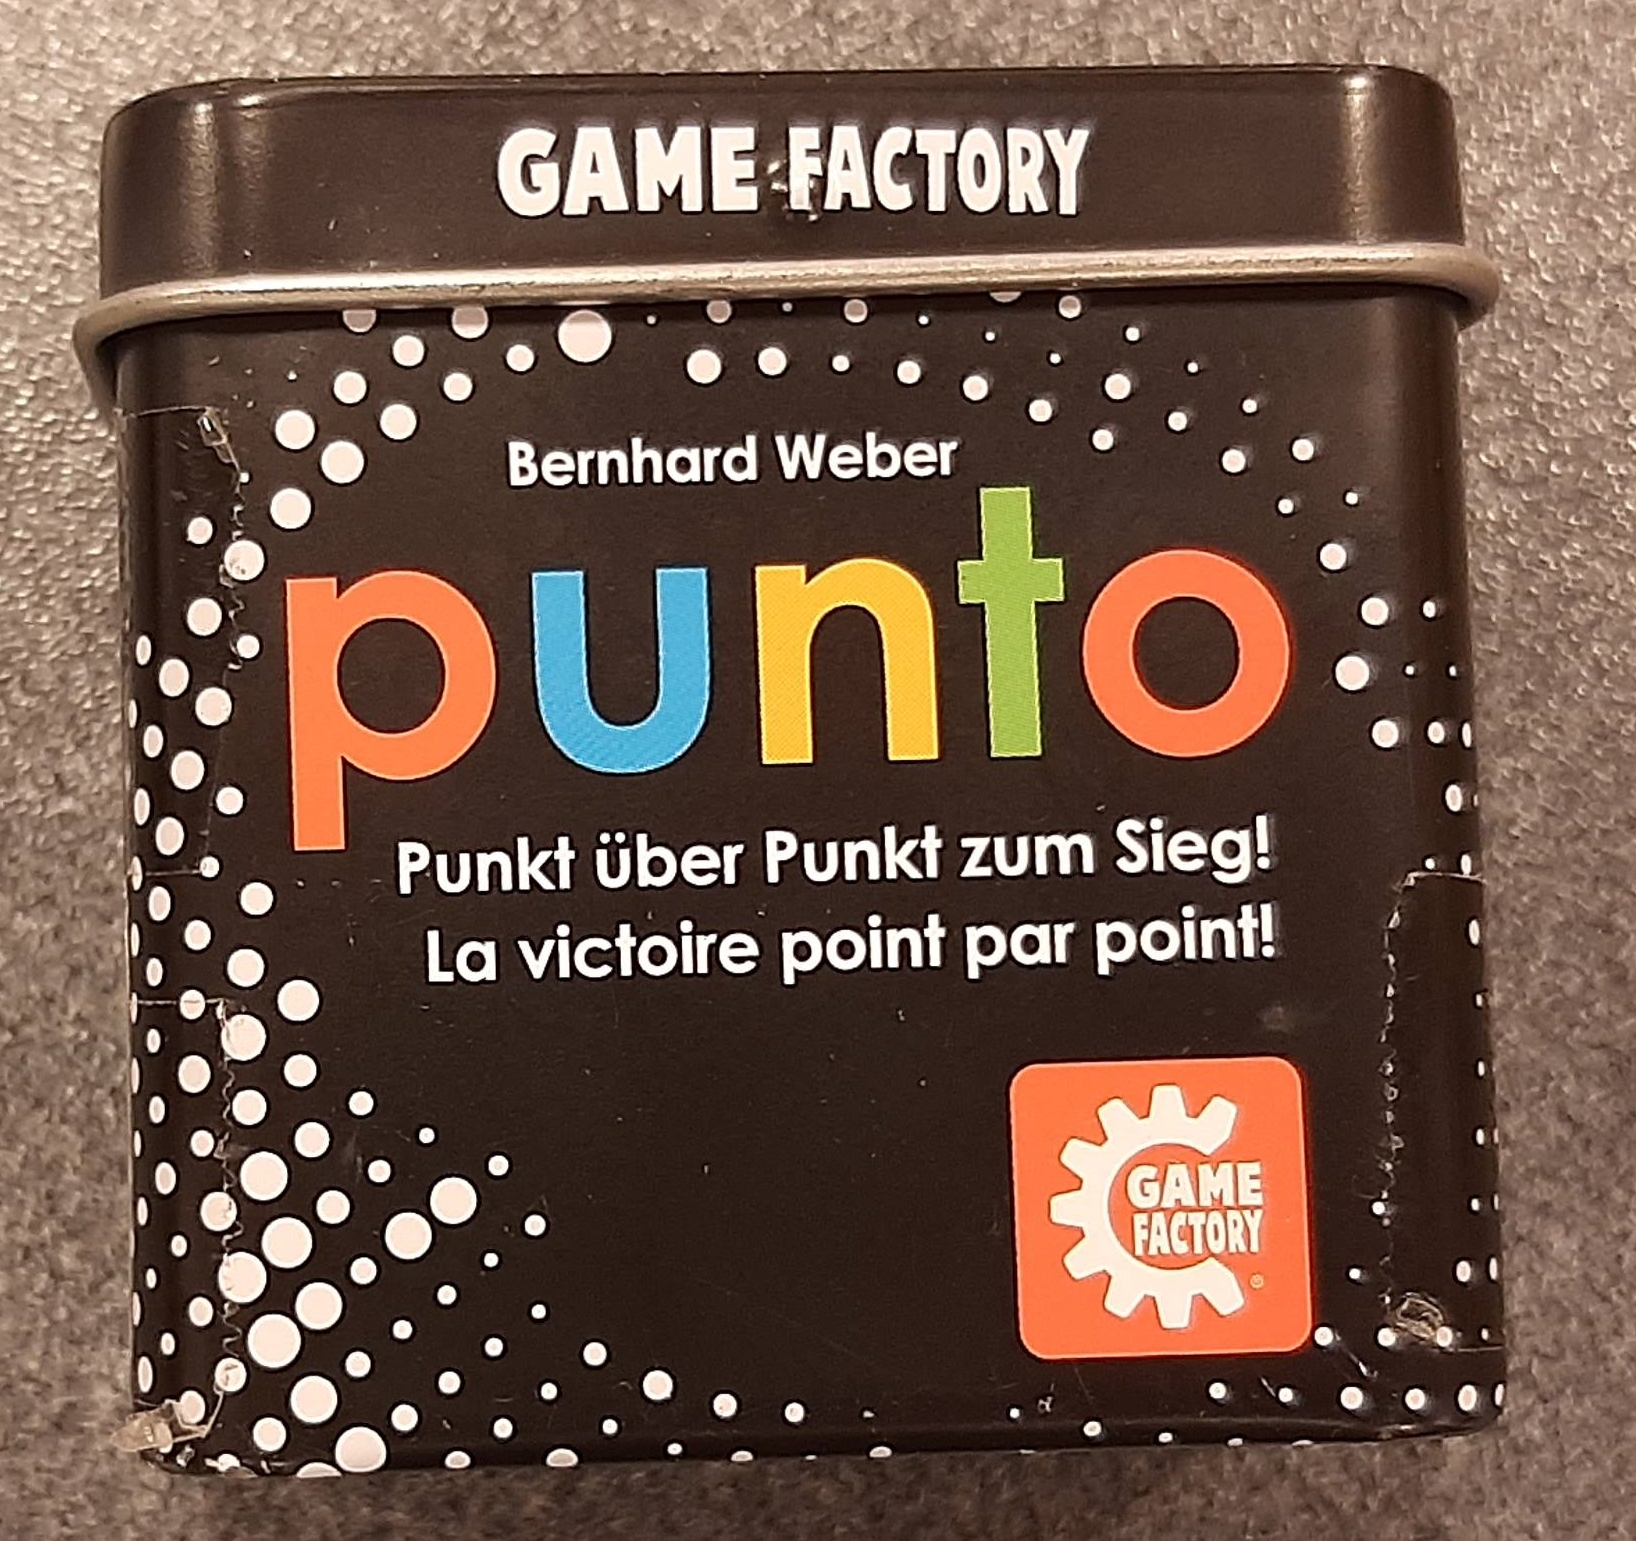 GAME FACTORY
Bernhard Weber
punto
Punkt über Punkt zum Sieg!
La victoire point par point!
GAME
FACTORY
®